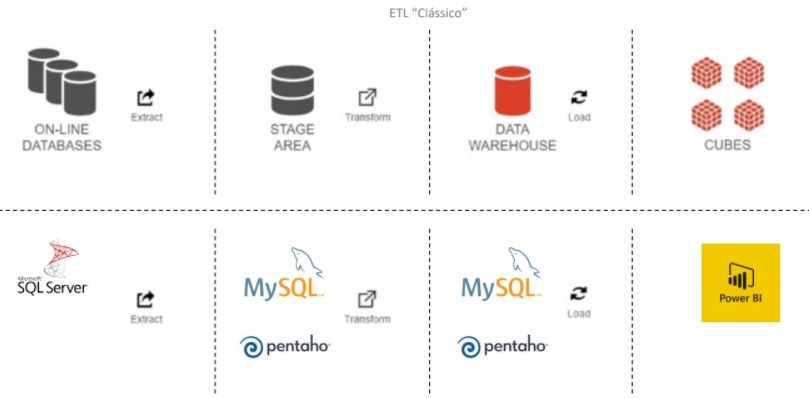 ETL “Clássico”
ON-LINE
DATABASES
Extract
STAGE
AREA
Transform
DATA
WAREHOUSE
Load
CUBES
Microsoft
SQL Server
Extract
MySQL
Transform
pentaho
MySQL
Load
pentaho
Power BI